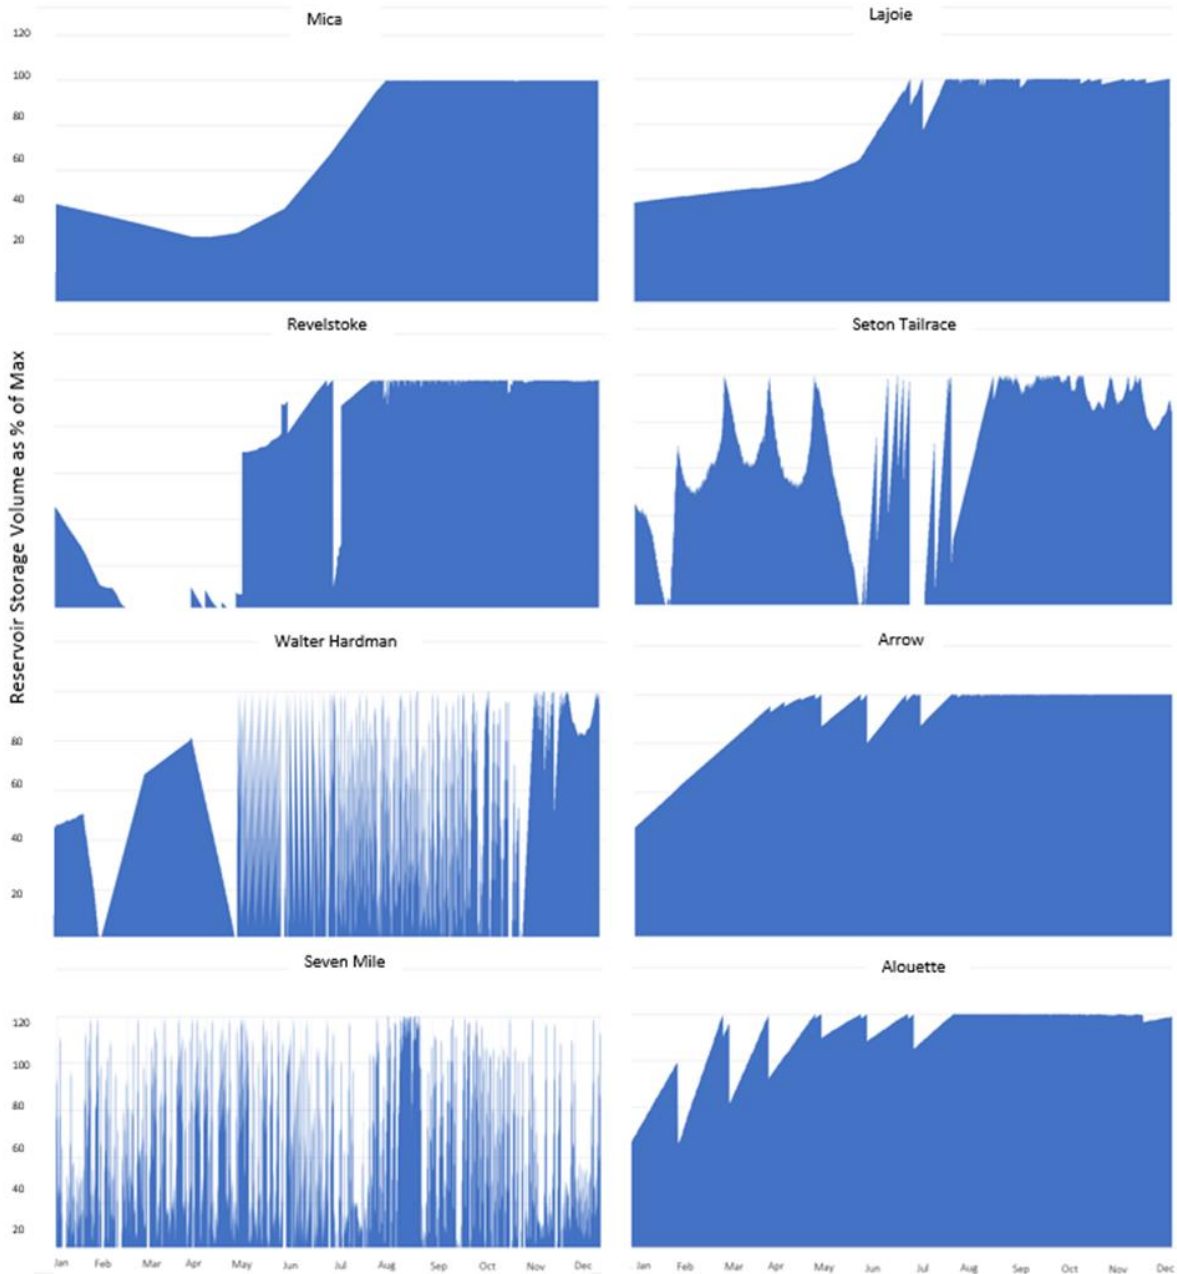 Mica
Lajoie
120
100
80
60
40
20
Revelstoke
Seton Tailrace
Reservoir Storage Volume as % of Max
Walter Hardman
Arrow
80
60
40
20
Seven Mile
Alouette
120
100
80
60
40
20
Jan Feb Mar Apr May Jun Jul Aug Sep Oct Nov Dec
Jan Feb Mar Apr May Jun Jul Aug Sep Oct Nov Dec